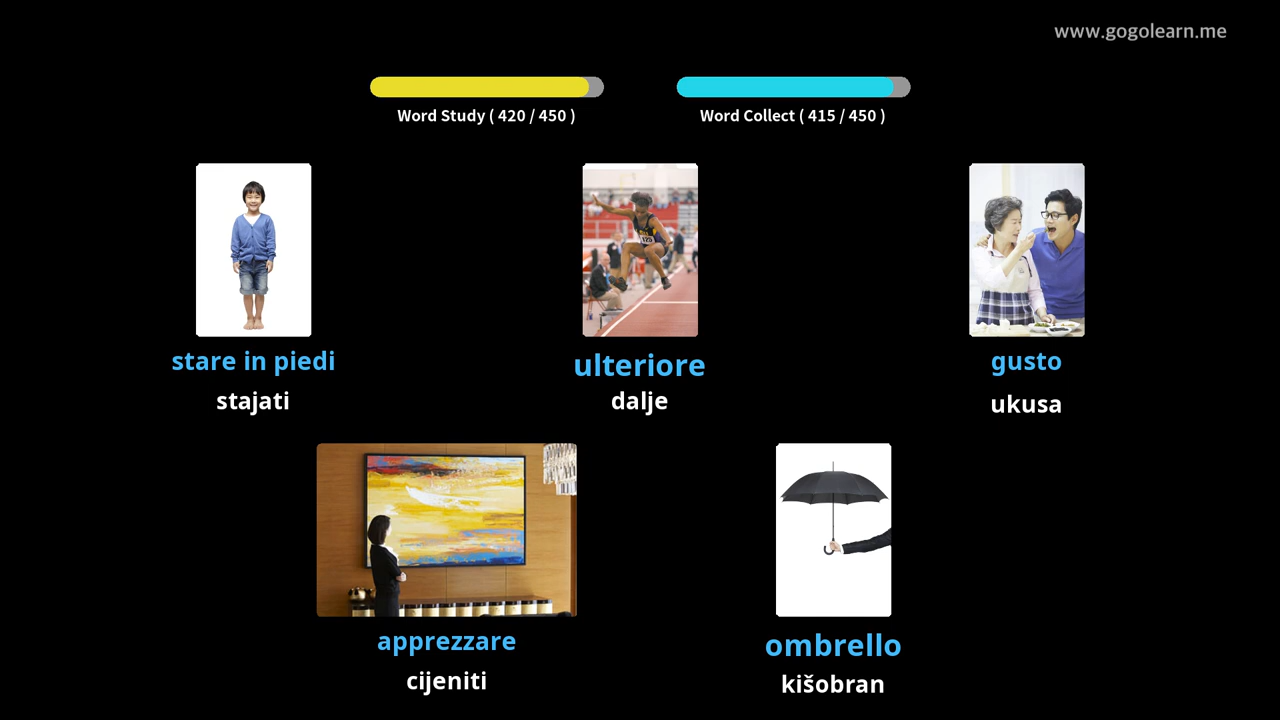 www.gogolearn.me
Word Study ( 420 / 450 )
Word Collect ( 415 / 450 )
stare in piedi
stajati
ulteriore
dalje
gusto
ukusa
apprezzare
cijeniti
ombrello
kišobran